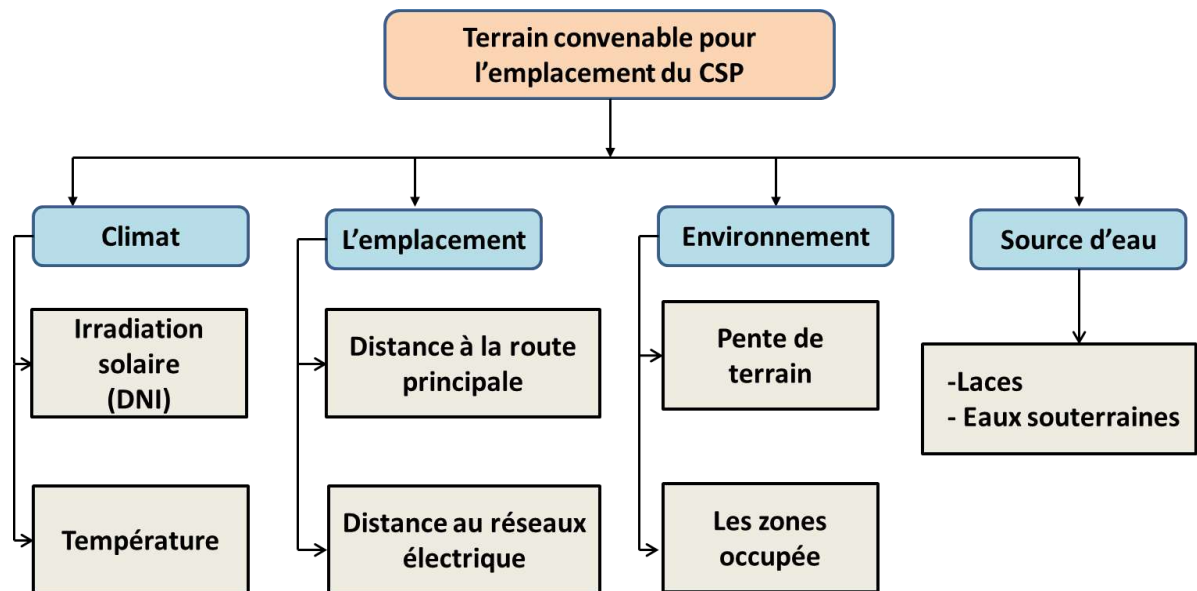 Terrain convenable pour
l'emplacement du CSP
Climat
L'emplacement
Environnement
Source d'eau
Irradiation
solaire
(DNI)
Distance à la route
principale
Pente de
terrain
-Laces
- Eaux souterraines
Température
Distance au réseaux
électrique
Les zones
occupée